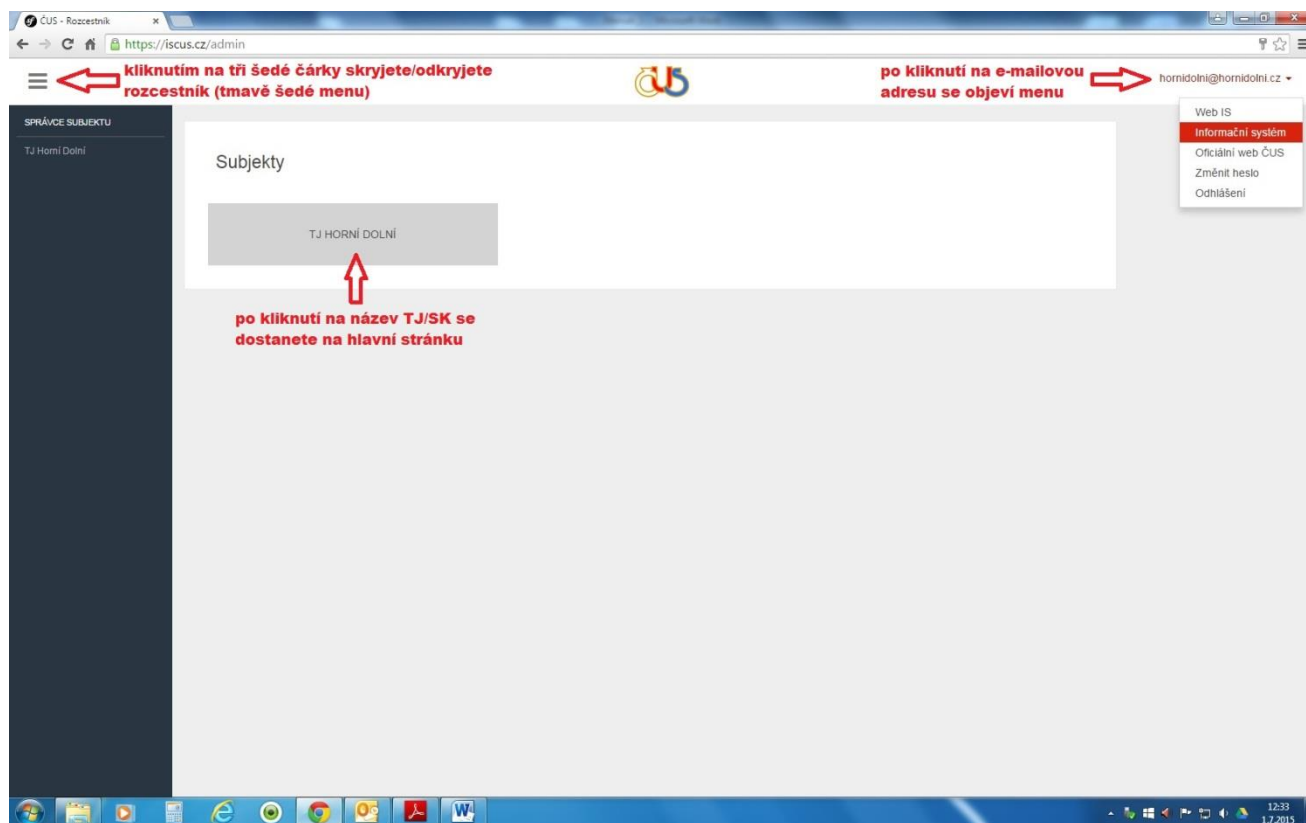 ČUS - Rozcestník
https://iscus.cz/admin
kliknutím na tři šedé čárky skryjete/odkryjete
rozcestník (tmavě šedé menu)
ČUS
po kliknutí na e-mailovou
adresu se objeví menu
hornidolni@hornidolni.cz
Web IS
Informační systém
Oficiální web ČUS
Změnit heslo
Odhlášení
SPRÁVCE SUBJEKTU
TJ Horní Dolní
Subjekty
TJ HORNÍ DOLNÍ
po kliknutí na název TJ/SK se
dostanete na hlavní stránku
12:33
1.7.2015